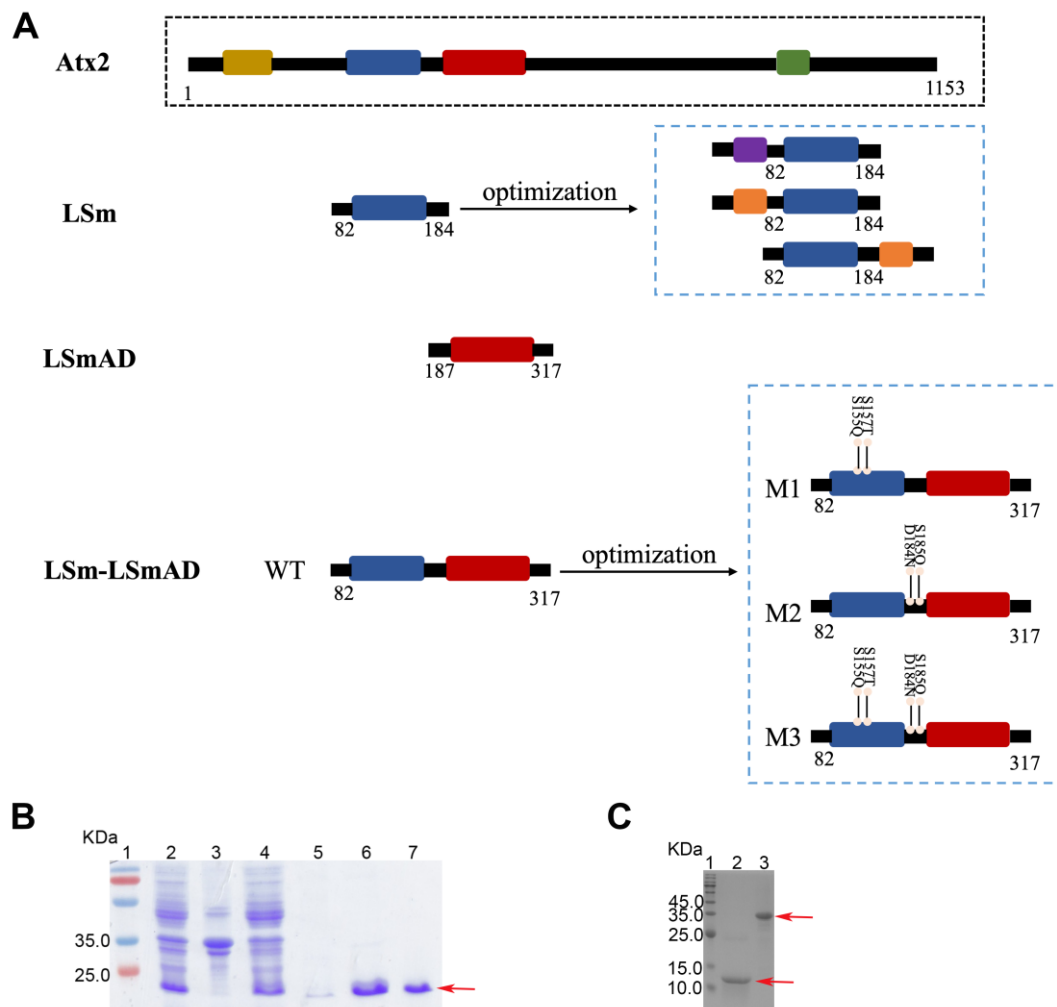 A
Atx2
1
1153
LSm
82
184
optimization
82
184
82
184
82
184
LSmAD
187
317
LSm-LSmAD
WT
82
317
optimization
M1
S155Q
S157T
82
317
M2
D184N
S185Q
82
317
M3
S155Q
S157T
D184N
S185Q
82
317
B
KDa
1 2 3 4 5 6 7
35.0
25.0
C
KDa
1 2 3
45.0
35.0
25.0
15.0
10.0